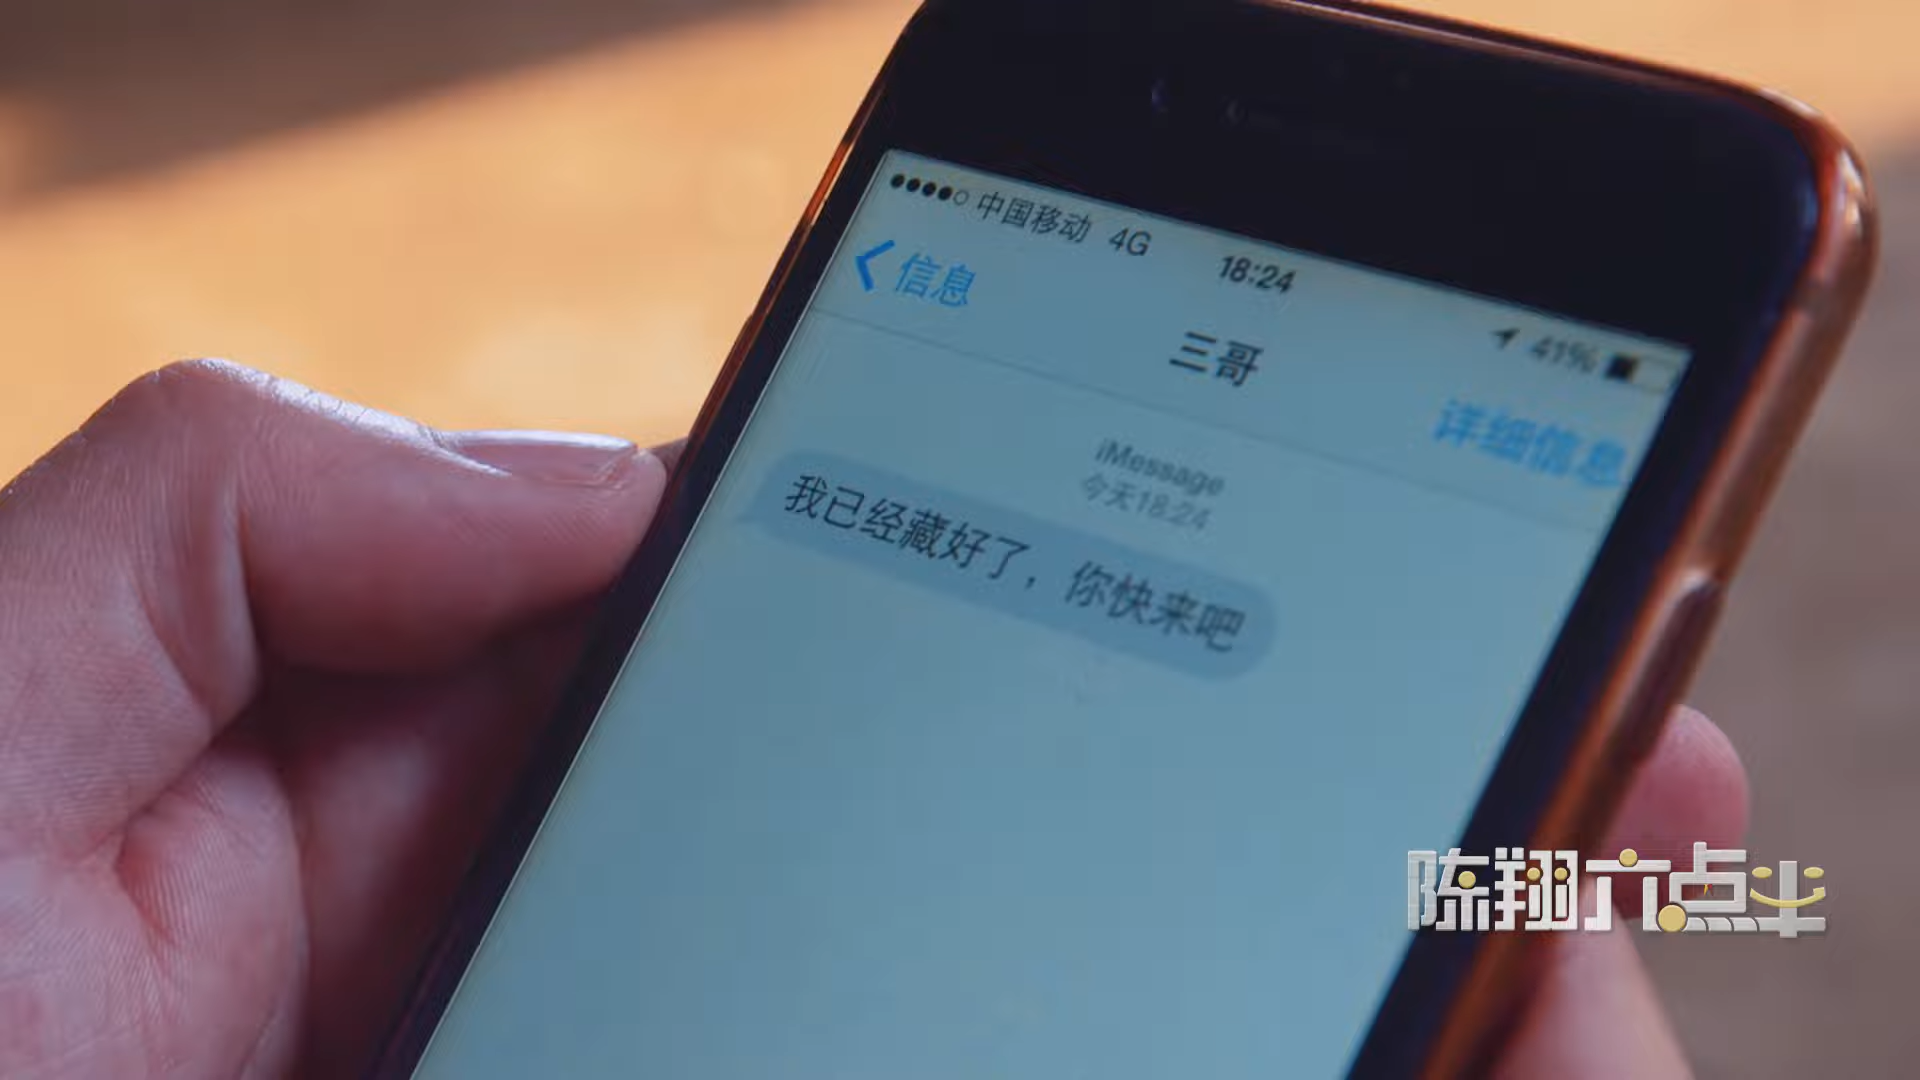 中国移动 4G 18:24 41%
信息
三哥
详细信息
iMessage
今天18:24
我已经藏好了，你快来吧
陈翔六点半